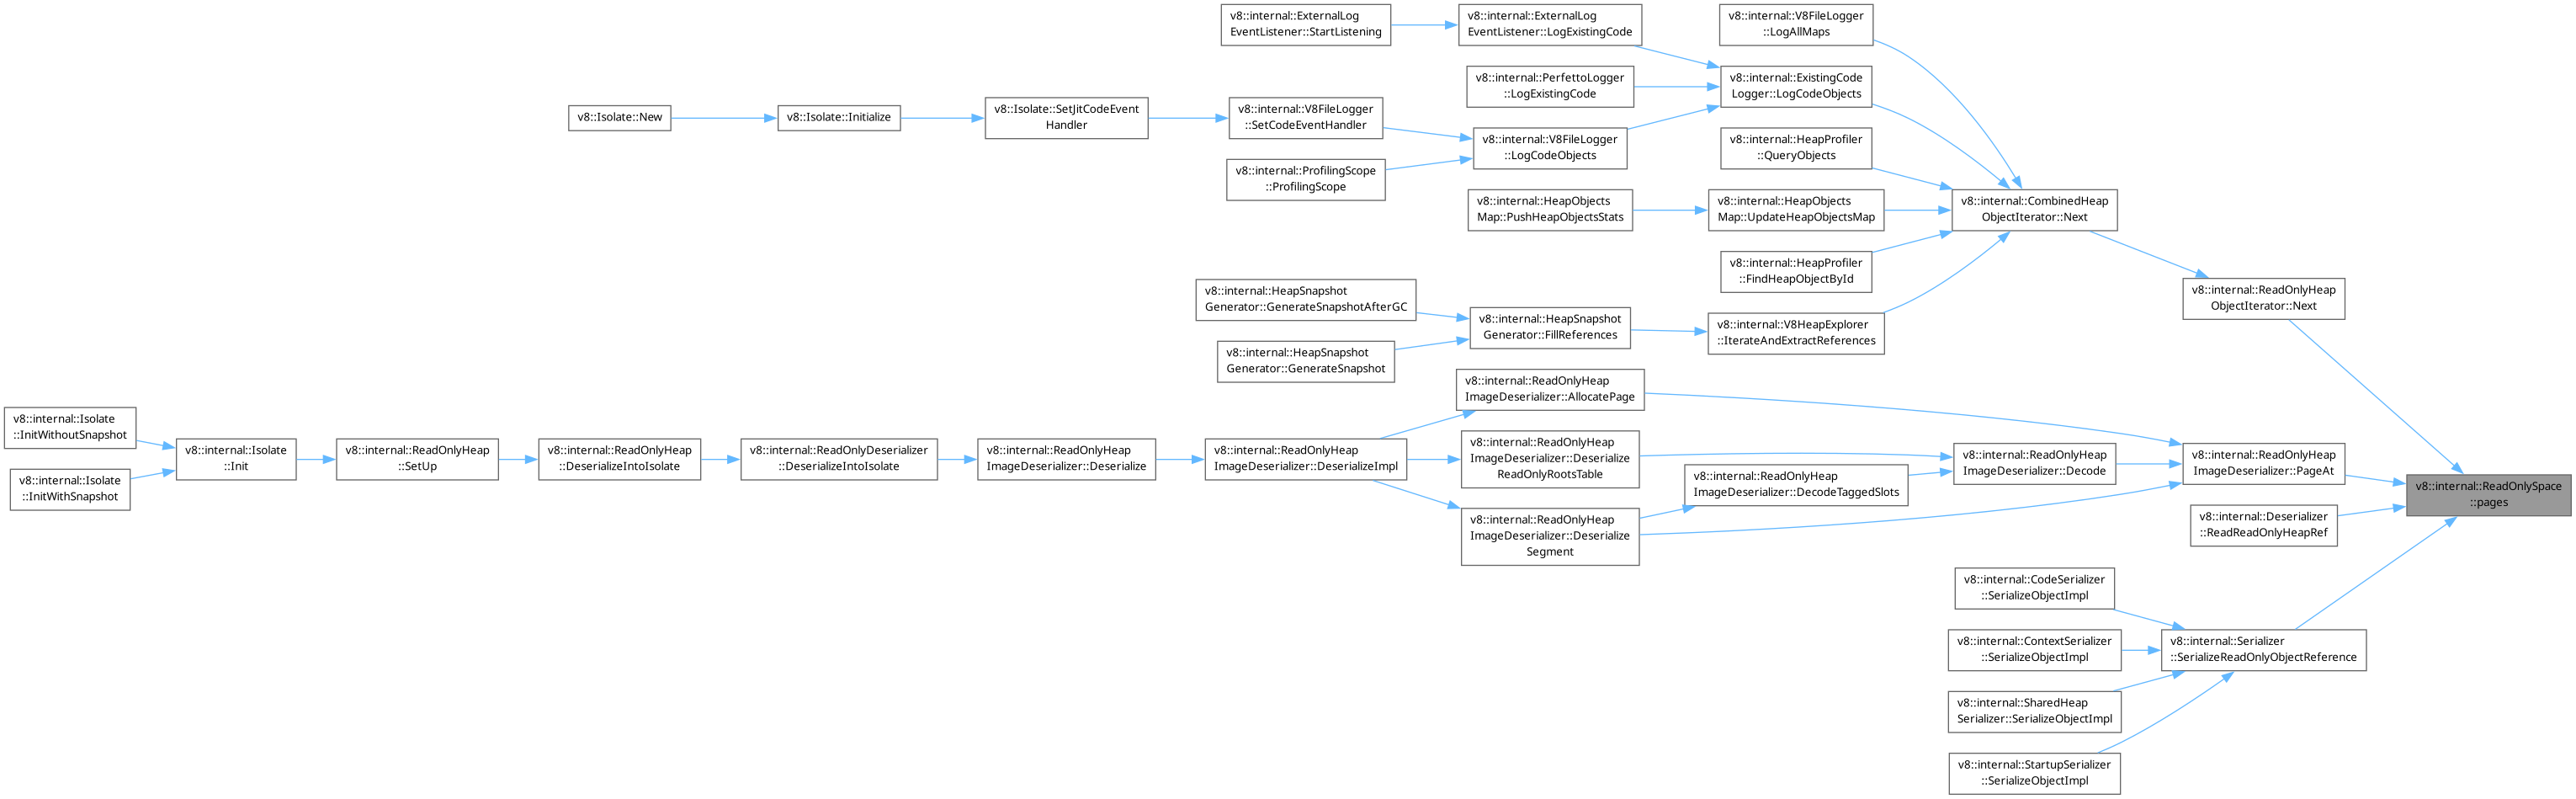 v8::internal::ExternalLog
EventListener::StartListening
v8::internal::ExternalLog
EventListener::LogExistingCode
v8::internal::V8FileLogger
::LogAllMaps
v8::internal::PerfettoLogger
::LogExistingCode
v8::internal::ExistingCode
Logger::LogCodeObjects
v8::Isolate::New
v8::Isolate::Initialize
v8::Isolate::SetJitCodeEvent
Handler
v8::internal::V8FileLogger
::SetCodeEventHandler
v8::internal::V8FileLogger
::LogCodeObjects
v8::internal::HeapProfiler
::QueryObjects
v8::internal::ProfilingScope
::ProfilingScope
v8::internal::HeapObjects
Map::PushHeapObjectsStats
v8::internal::HeapObjects
Map::UpdateHeapObjectsMap
v8::internal::CombinedHeap
ObjectIterator::Next
v8::internal::HeapProfiler
::FindHeapObjectById
v8::internal::ReadOnlyHeap
ObjectIterator::Next
v8::internal::HeapSnapshot
Generator::GenerateSnapshotAfterGC
v8::internal::HeapSnapshot
Generator::FillReferences
v8::internal::V8HeapExplorer
::IterateAndExtractReferences
v8::internal::HeapSnapshot
Generator::GenerateSnapshot
v8::internal::ReadOnlyHeap
ImageDeserializer::AllocatePage
v8::internal::Isolate
::InitWithoutSnapshot
v8::internal::Isolate
::InitWithSnapshot
v8::internal::Isolate
::Init
v8::internal::ReadOnlyHeap
::SetUp
v8::internal::ReadOnlyHeap
::DeserializeIntoIsolate
v8::internal::ReadOnlyDeserializer
::DeserializeIntoIsolate
v8::internal::ReadOnlyHeap
ImageDeserializer::Deserialize
v8::internal::ReadOnlyHeap
ImageDeserializer::DeserializeImpl
v8::internal::ReadOnlyHeap
ImageDeserializer::Deserialize
ReadOnlyRootsTable
v8::internal::ReadOnlyHeap
ImageDeserializer::DecodeTaggedSlots
v8::internal::ReadOnlyHeap
ImageDeserializer::Decode
v8::internal::ReadOnlyHeap
ImageDeserializer::PageAt
v8::internal::ReadOnlySpace
::pages
v8::internal::ReadOnlyHeap
ImageDeserializer::Deserialize
Segment
v8::internal::Deserializer
::ReadReadOnlyHeapRef
v8::internal::CodeSerializer
::SerializeObjectImpl
v8::internal::ContextSerializer
::SerializeObjectImpl
v8::internal::Serializer
::SerializeReadOnlyObjectReference
v8::internal::SharedHeap
Serializer::SerializeObjectImpl
v8::internal::StartupSerializer
::SerializeObjectImpl